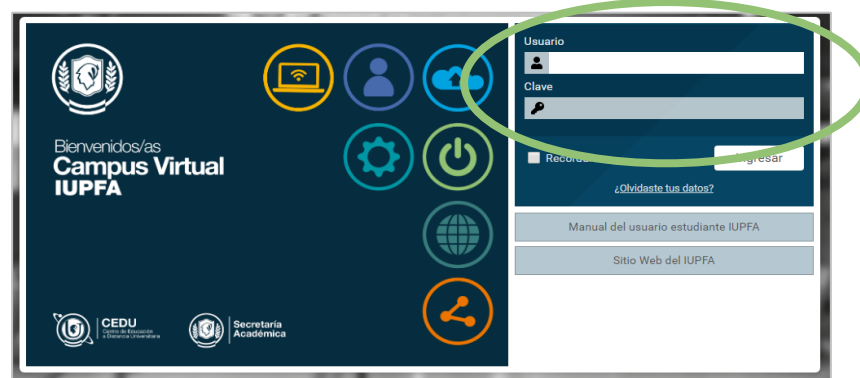 Bienvenidos/as
Campus Virtual
IUPFA
CEDU
Centro de Educación
a Distancia Universitaria
Secretaría
Académica
Usuario
Clave
¿Olvidaste tus datos?
Manual del usuario estudiante IUPFA
Sitio Web del IUPFA